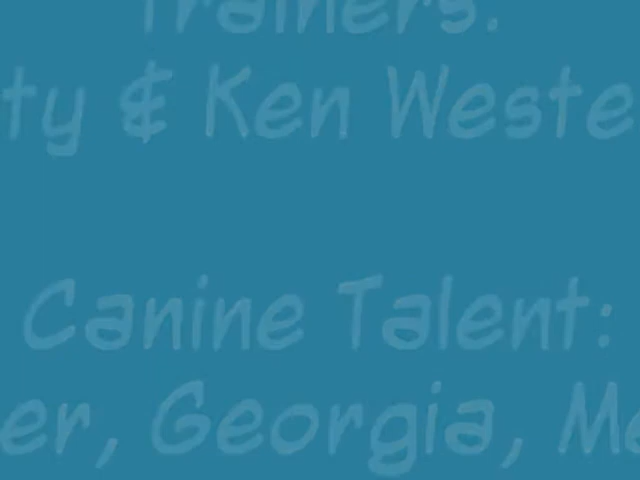 Trainers:
ty & Ken Weste
Canine Talent:
er, Georgia, Me